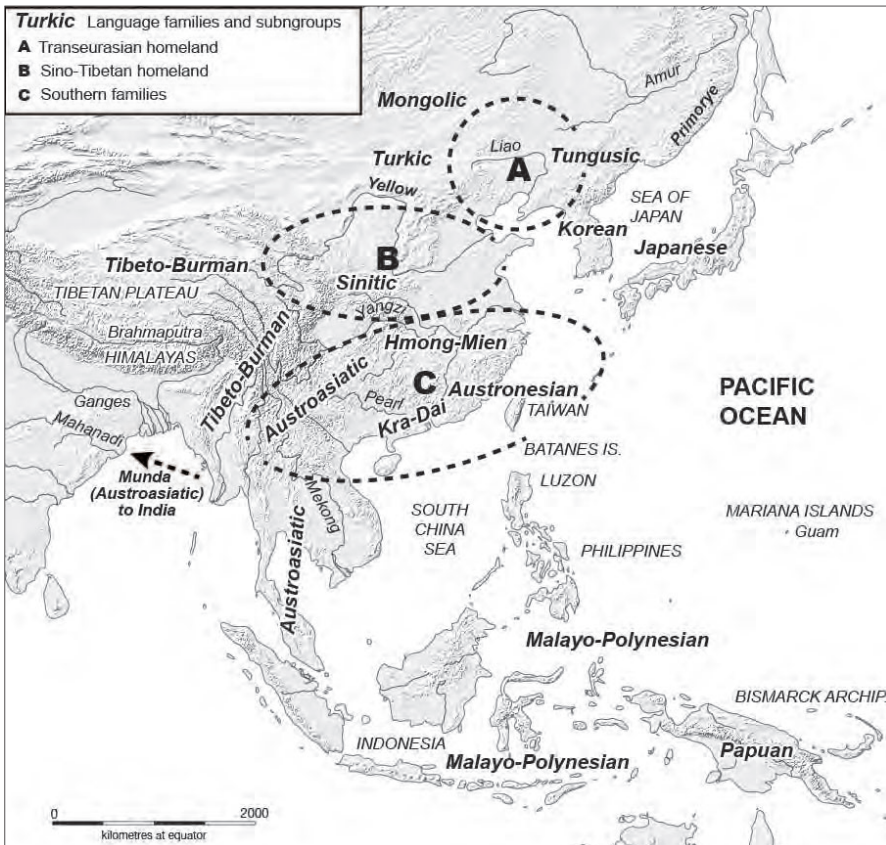 Turkic Language families and subngroups
A Transeurasian homeland
B Sino-Tibetan homeland
C Southern families
Mongolic
Amur
Primorye
Turkic
Liao
Tungusic
A
Yellow
SEA OF
JAPAN
Korean
Japanese
B
Tibeto-Burman
Sinitic
TIBETAN PLATEAU
Yangzi
Brahmaputra
HIMALAYAS
Tibeto-Burman
Hmong-Mien
Austroasiatic
C
Austronesian
PACIFIC
OCEAN
Ganges
Pearl
Kra-Dai
TAIWAN
Mahanadi
BATANES IS.
Munda
(Austroasiatic)
to India
LUZON
Mekong
SOUTH
CHINA
SEA
MARIANA ISLANDS
Guam
PHILIPPINES
Austroasiatic
Malayo-Polynesian
BISMARCK ARCHIP.
INDONESIA
Malayo-Polynesian
Papuan
0 2000
kilometres at equator